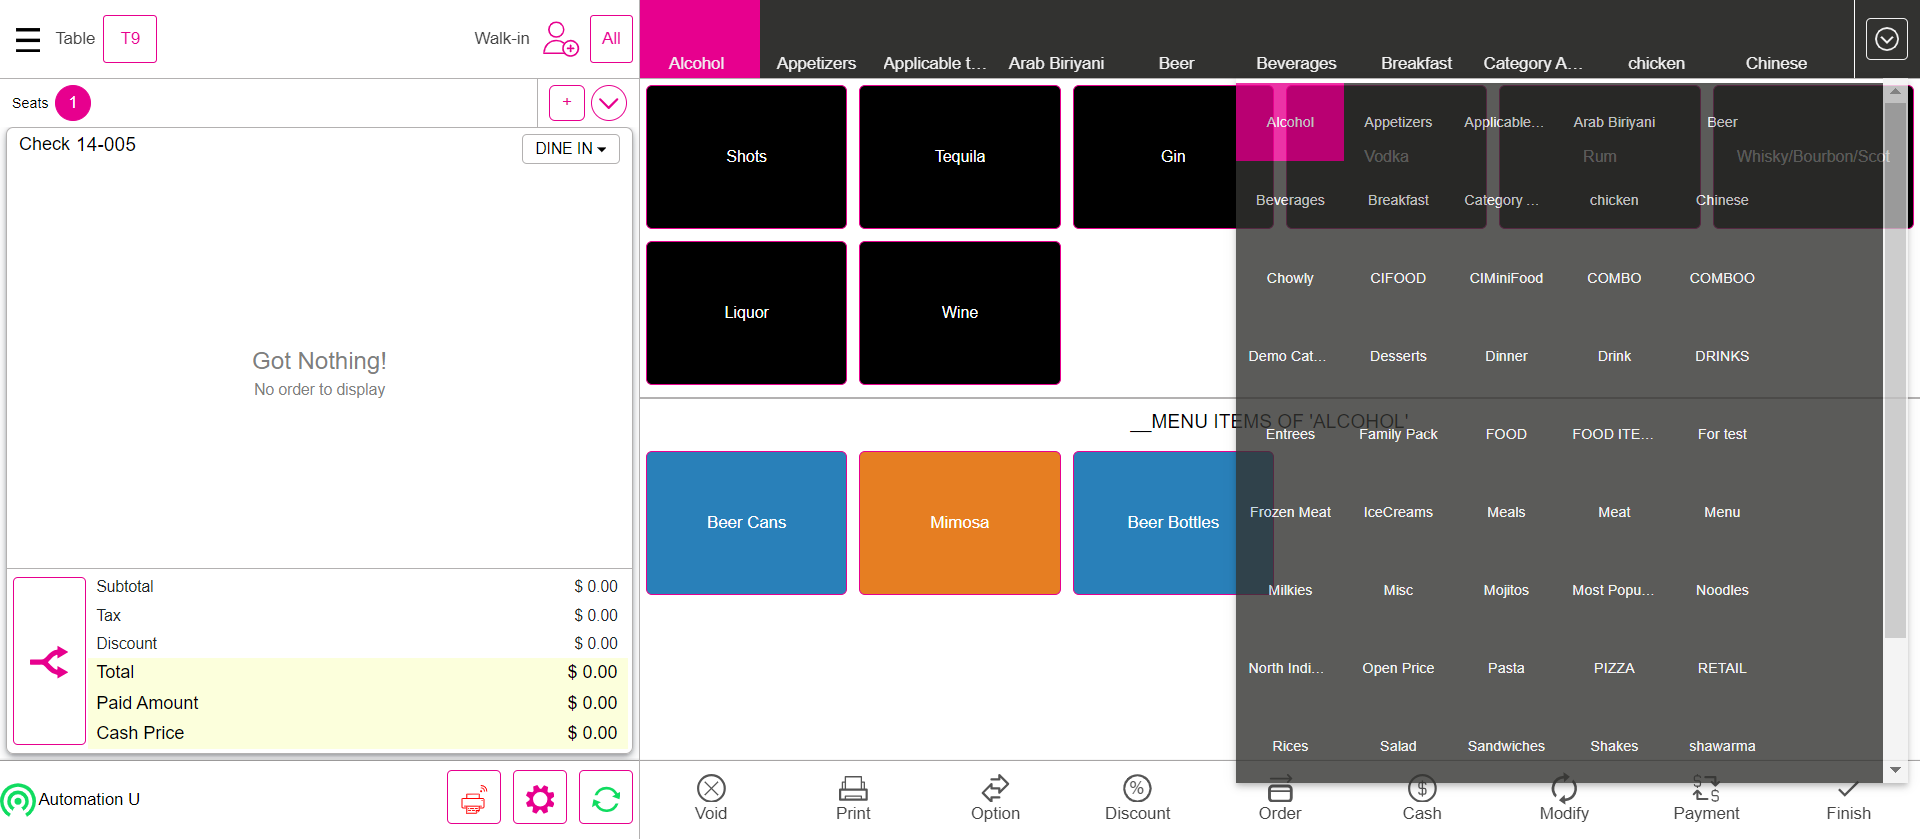 Table T9 Walk-in All
Alcohol Appetizers Applicable t... Arab Biriyani Beer Beverages Breakfast Category A... chicken Chinese
Seats 1 +
Check 14-005
DINE IN
Got Nothing!
No order to display
Subtotal $ 0.00
Tax $ 0.00
Discount $ 0.00
Total $ 0.00
Paid Amount $ 0.00
Cash Price $ 0.00
Automation U
Shots Tequila Gin Vodka Rum Whisky/Bourbon/Scot
Liquor Wine
__MENU ITEMS OF 'ALCOHOL'
Beer Cans Mimosa Beer Bottles
Alcohol Appetizers Applicable... Arab Biriyani Beer
Beverages Breakfast Category ... chicken Chinese
Chowly CIFOOD CIMiniFood COMBO COMBOO
Demo Cat... Desserts Dinner Drink DRINKS
Entrees Family Pack FOOD FOOD ITE... For test
Frozen Meat IceCreams Meals Meat Menu
Milkies Misc Mojitos Most Popu... Noodles
North Indi... Open Price Pasta PIZZA RETAIL
Rices Salad Sandwiches Shakes shawarma
Void Print Option Discount Order Cash Modify Payment Finish